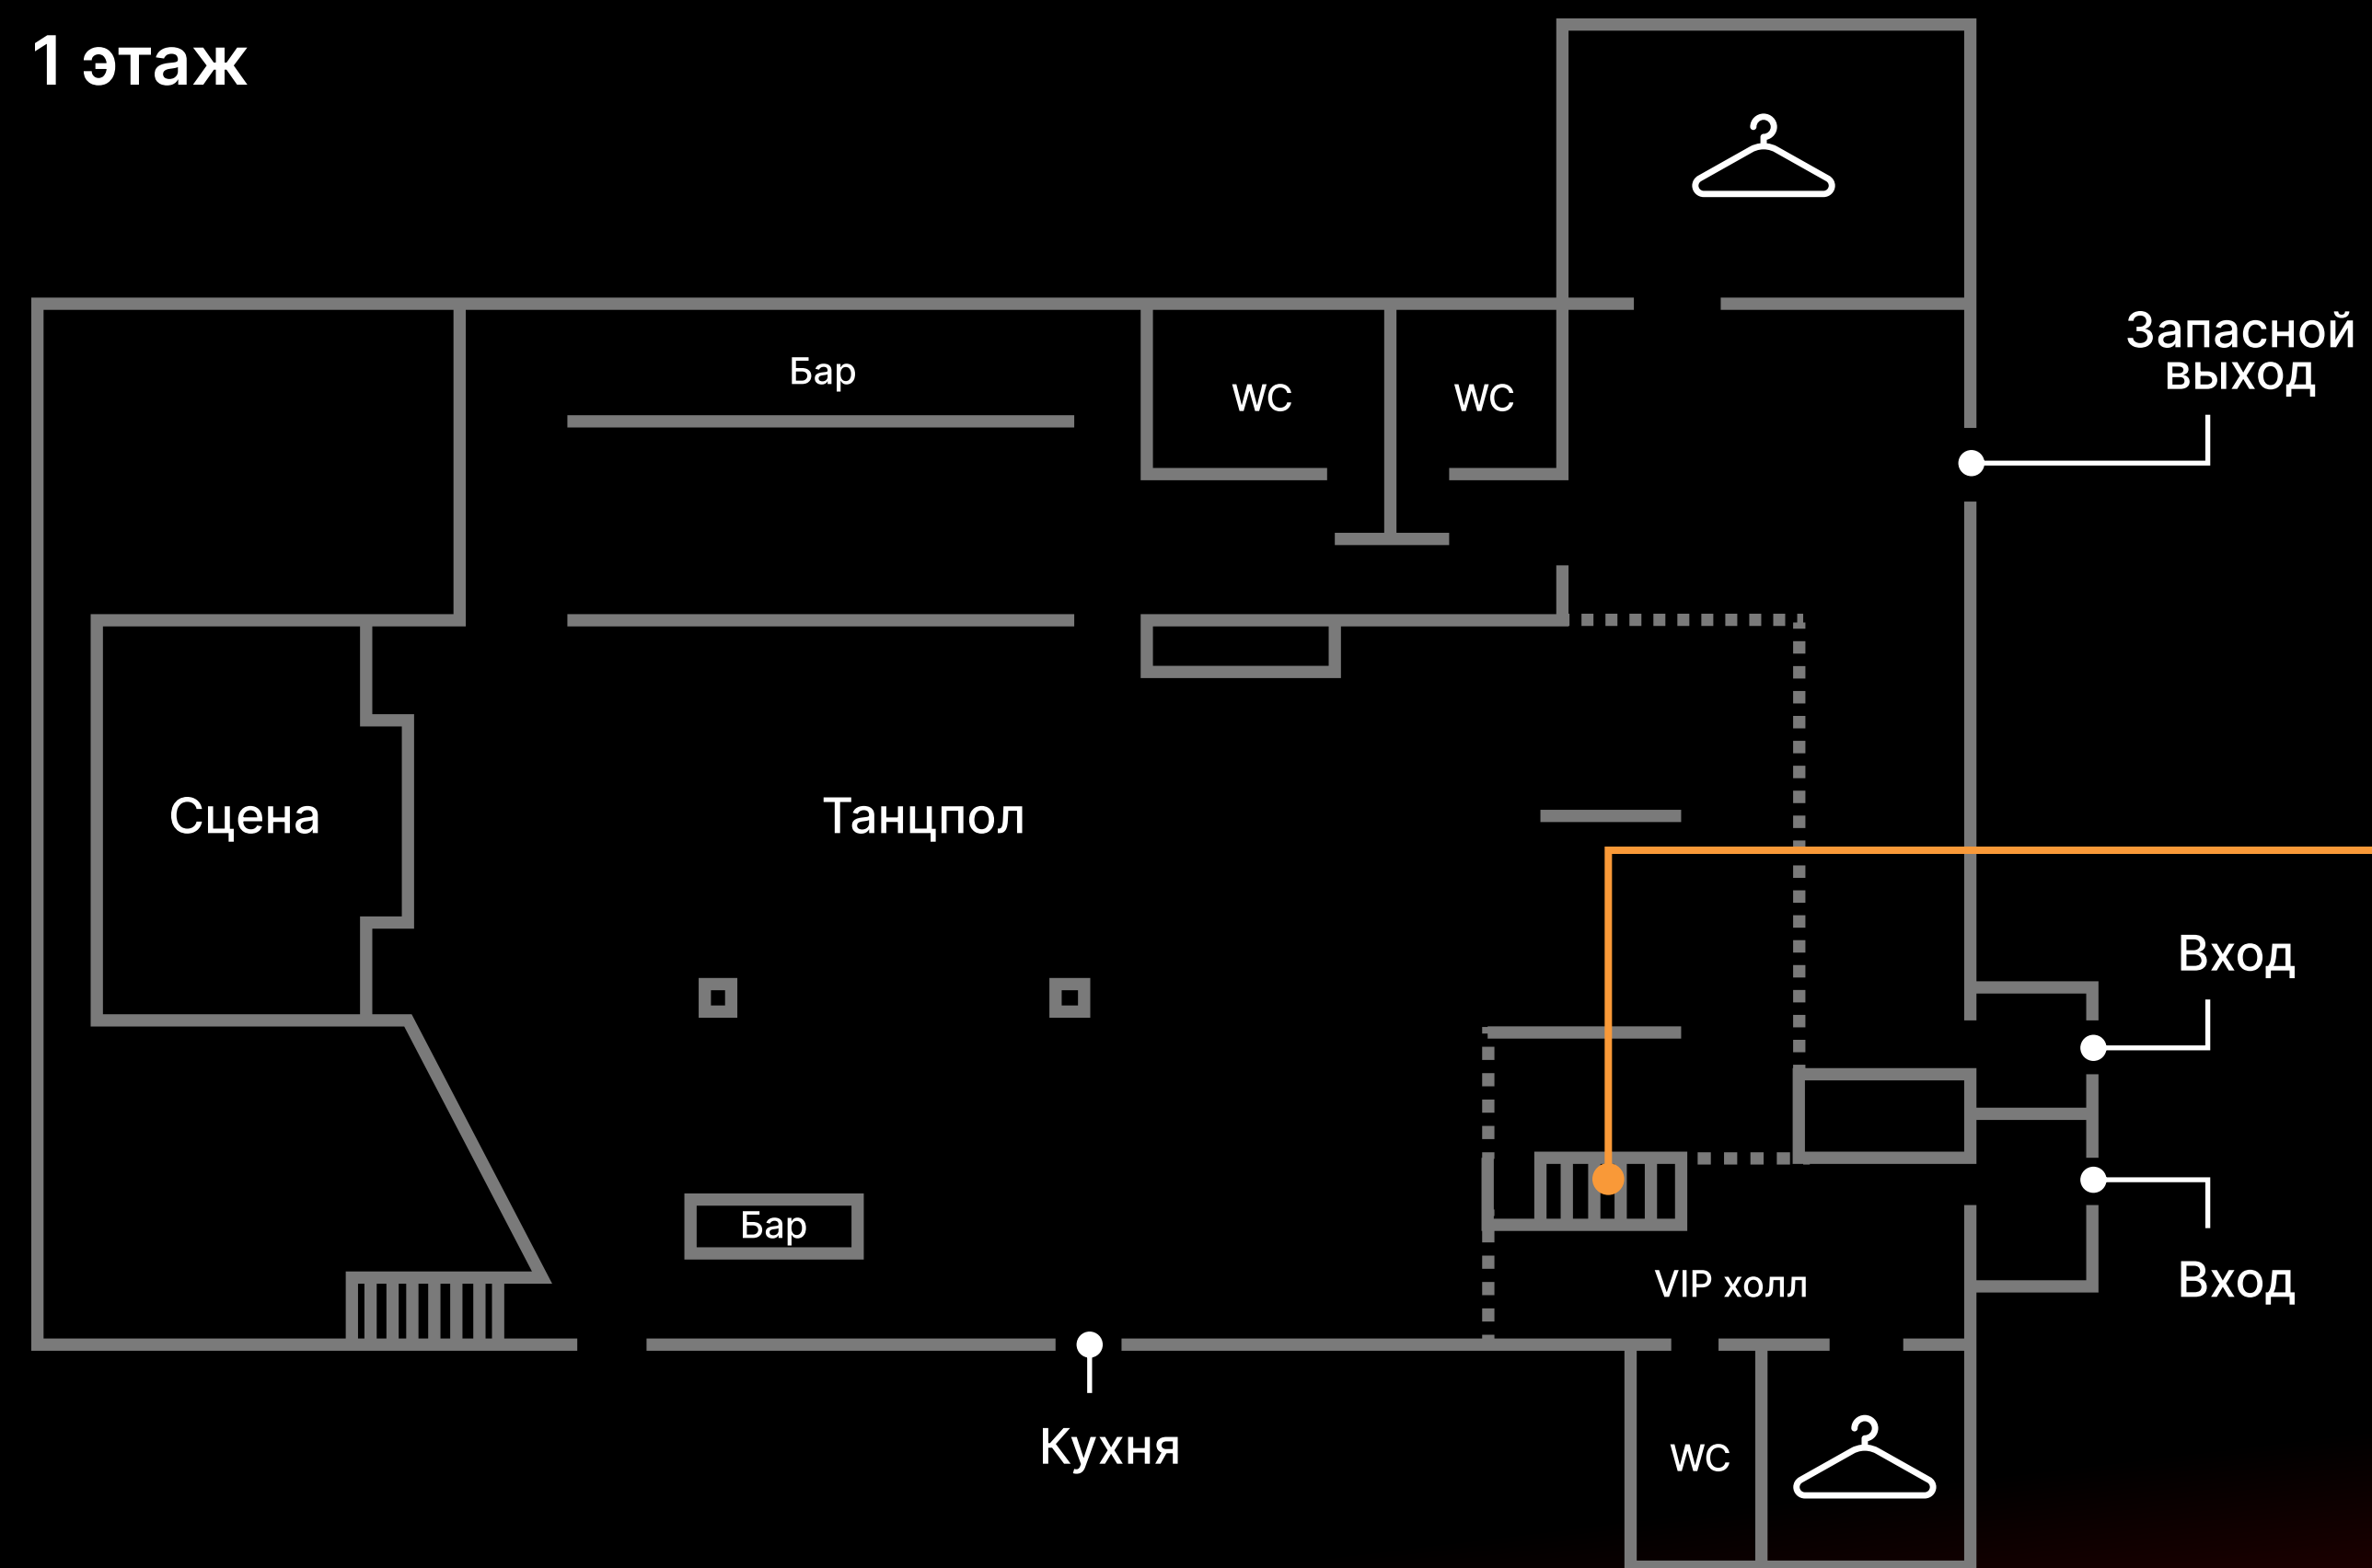 1 этаж
Запасной
выход
Бар
WC
WC
Сцена
Танцпол
Вход
Бар
VIP холл
Вход
Кухня
WC